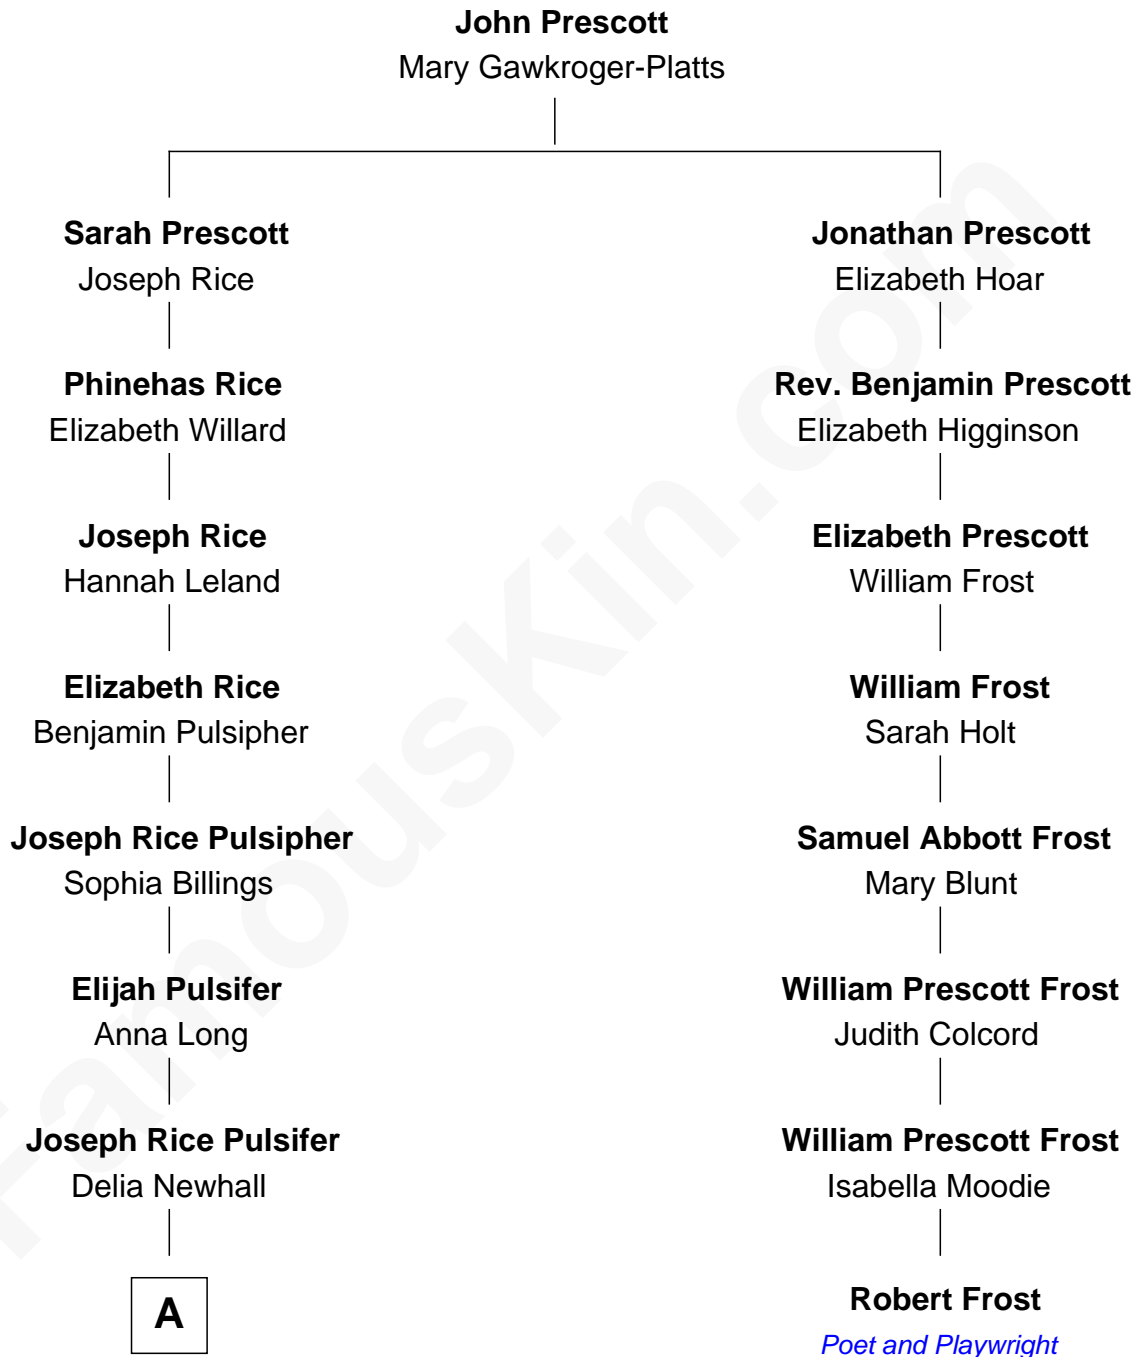 John Prescott
Mary Gawkroger-Platts
Sarah Prescott
Joseph Rice
Jonathan Prescott
Elizabeth Hoar
Phinehas Rice
Elizabeth Willard
Rev. Benjamin Prescott
Elizabeth Higginson
Joseph Rice
Hannah Leland
Elizabeth Prescott
William Frost
Elizabeth Rice
Benjamin Pulsipher
William Frost
Sarah Holt
Joseph Rice Pulsipher
Sophia Billings
Samuel Abbott Frost
Mary Blunt
Elijah Pulsifer
Anna Long
William Prescott Frost
Judith Colcord
Joseph Rice Pulsifer
Delia Newhall
William Prescott Frost
Isabella Moodie
A
Robert Frost
Poet and Playwright
FamousKin.com